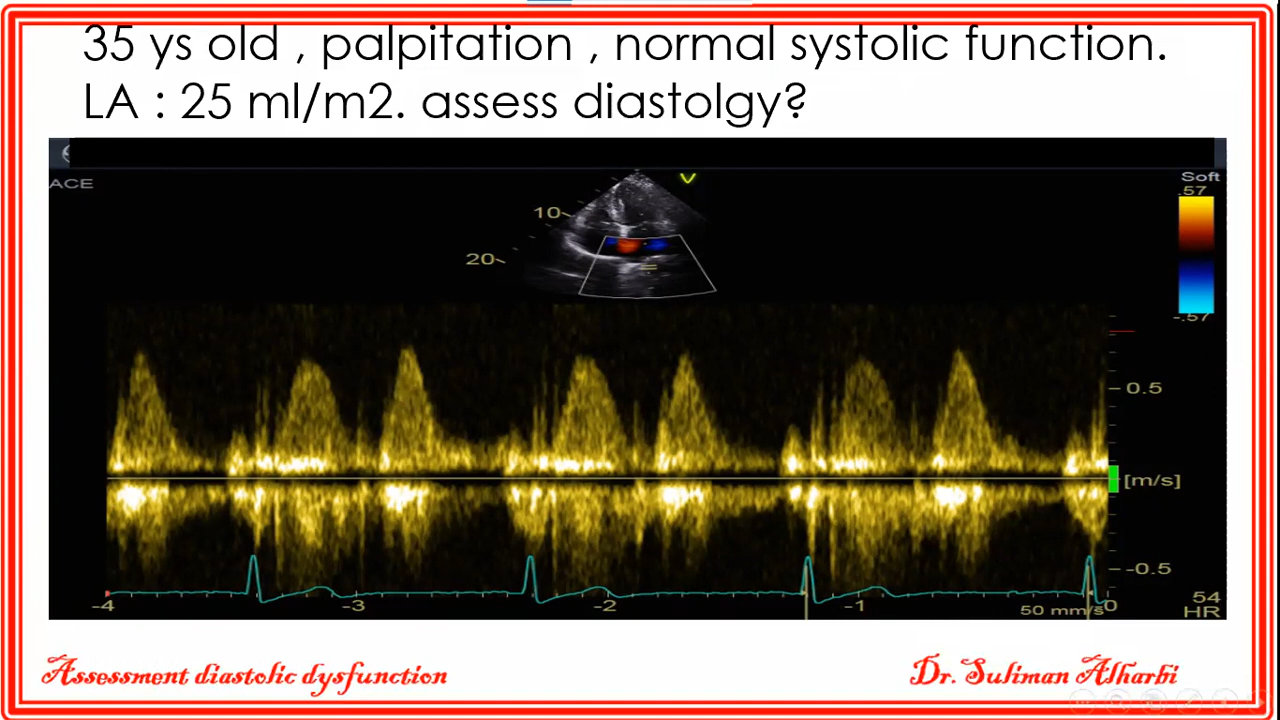 35 ys old , palpitation , normal systolic function.
LA : 25 ml/m2. assess diastolgy?
ACE
V
Soft
.57
10
20
-.57
0.5
[m/s]
-0.5
54
HR
-4
-3
-2
-1
50 mm/s
0
Assessment diastolic dysfunction
Dr. Suliman Alharbi